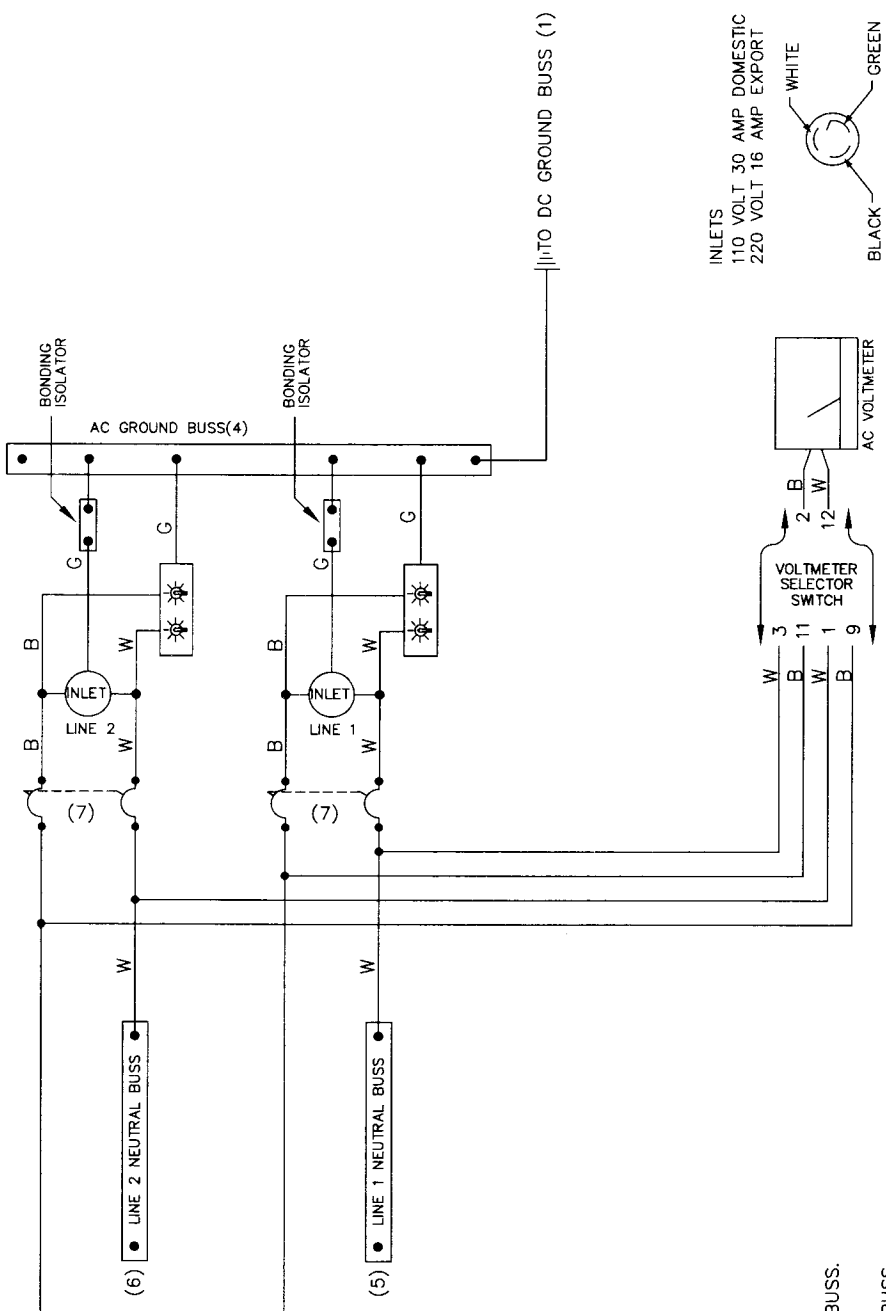 BONDING
ISOLATOR
AC GROUND BUSS(4)
G
G
B
W
INLET
LINE 2
B
W
(7)
W
LINE 2 NEUTRAL BUSS
(6)
BONDING
ISOLATOR
G
G
B
W
INLET
LINE 1
B
W
(7)
W
LINE 1 NEUTRAL BUSS
(5)
TO DC GROUND BUSS (1)
INLETS
110 VOLT 30 AMP DOMESTIC
220 VOLT 16 AMP EXPORT
WHITE
BLACK
GREEN
W
B
W
B
3
11
1
9
VOLTMETER
SELECTOR
SWITCH
2
12
B
W
AC VOLTMETER
BUSS.
BUSS